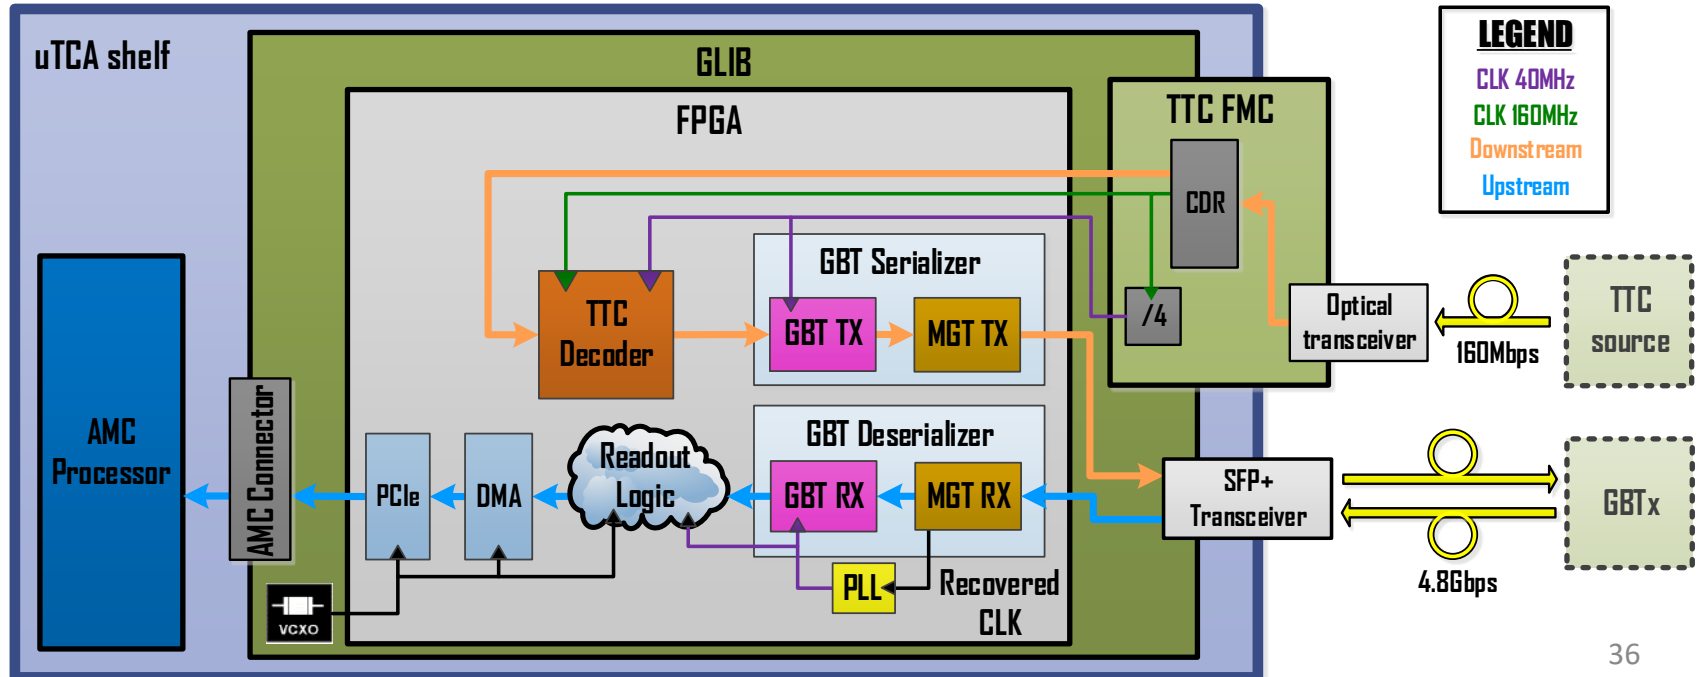 uTCA shelf
GLIB
FPGA
TTC FMC
LEGEND
CLK 40MHz
CLK 160MHz
Downstream
Upstream
CDR
/4
Optical
transceiver
160Mbps
TTC
source
TTC
Decoder
GBT Serializer
GBT TX
MGT TX
AMC
Processor
AMC Connector
PCIe
DMA
Readout
Logic
GBT Deserializer
GBT RX
MGT RX
PLL
Recovered
CLK
VCXO
SFP+
Transceiver
4.8Gbps
GBTx
36